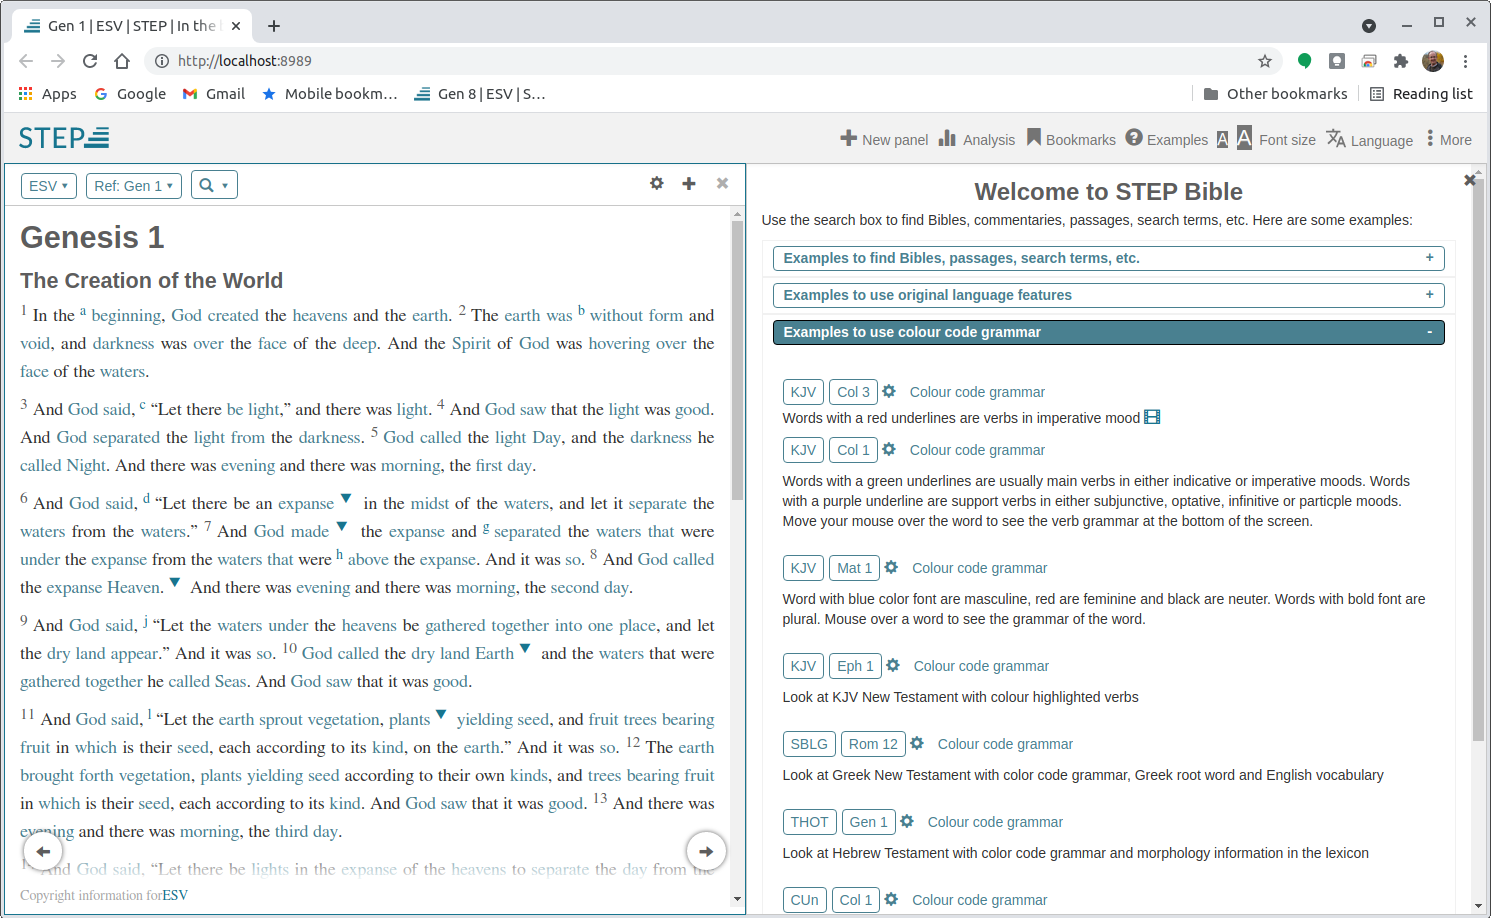 Gen 1 | ESV | STEP | In the
http://localhost:8989
Apps Google Gmail Mobile bookm... Gen 8 | ESV | S... Other bookmarks Reading list
STEP New panel Analysis Bookmarks Examples A A Font size Language More
ESV Ref: Gen 1
Genesis 1
The Creation of the World
1 In the a beginning, God created the heavens and the earth. 2 The earth was b without form and
void, and darkness was over the face of the deep. And the Spirit of God was hovering over the
face of the waters.
3 And God said, c “Let there be light,” and there was light. 4 And God saw that the light was good.
And God separated the light from the darkness. 5 God called the light Day, and the darkness he
called Night. And there was evening and there was morning, the first day.
6 And God said, d “Let there be an expanse ▼ in the midst of the waters, and let it separate the
waters from the waters.” 7 And God made ▼ the expanse and g separated the waters that were
under the expanse from the waters that were h above the expanse. And it was so. 8 And God called
the expanse Heaven. ▼ And there was evening and there was morning, the second day.
9 And God said, j “Let the waters under the heavens be gathered together into one place, and let
the dry land appear.” And it was so. 10 God called the dry land Earth ▼ and the waters that were
gathered together he called Seas. And God saw that it was good.
11 And God said, l “Let the earth sprout vegetation, plants ▼ yielding seed, and fruit trees bearing
fruit in which is their seed, each according to its kind, on the earth.” And it was so. 12 The earth
brought forth vegetation, plants yielding seed according to their own kinds, and trees bearing fruit
in which is their seed, each according to its kind. And God saw that it was good. 13 And there was
evening and there was morning, the third day.
And God said, “Let there be lights in the expanse of the heavens to separate the day from the
Copyright information forESV
Welcome to STEP Bible
Use the search box to find Bibles, commentaries, passages, search terms, etc. Here are some examples:
Examples to find Bibles, passages, search terms, etc. +
Examples to use original language features +
Examples to use colour code grammar -
KJV Col 3 Colour code grammar
Words with a red underlines are verbs in imperative mood
KJV Col 1 Colour code grammar
Words with a green underlines are usually main verbs in either indicative or imperative moods. Words
with a purple underline are support verbs in either subjunctive, optative, infinitive or particple moods.
Move your mouse over the word to see the verb grammar at the bottom of the screen.
KJV Mat 1 Colour code grammar
Word with blue color font are masculine, red are feminine and black are neuter. Words with bold font are
plural. Mouse over a word to see the grammar of the word.
KJV Eph 1 Colour code grammar
Look at KJV New Testament with colour highlighted verbs
SBLG Rom 12 Colour code grammar
Look at Greek New Testament with color code grammar, Greek root word and English vocabulary
THOT Gen 1 Colour code grammar
Look at Hebrew Testament with color code grammar and morphology information in the lexicon
CUn Col 1 Colour code grammar